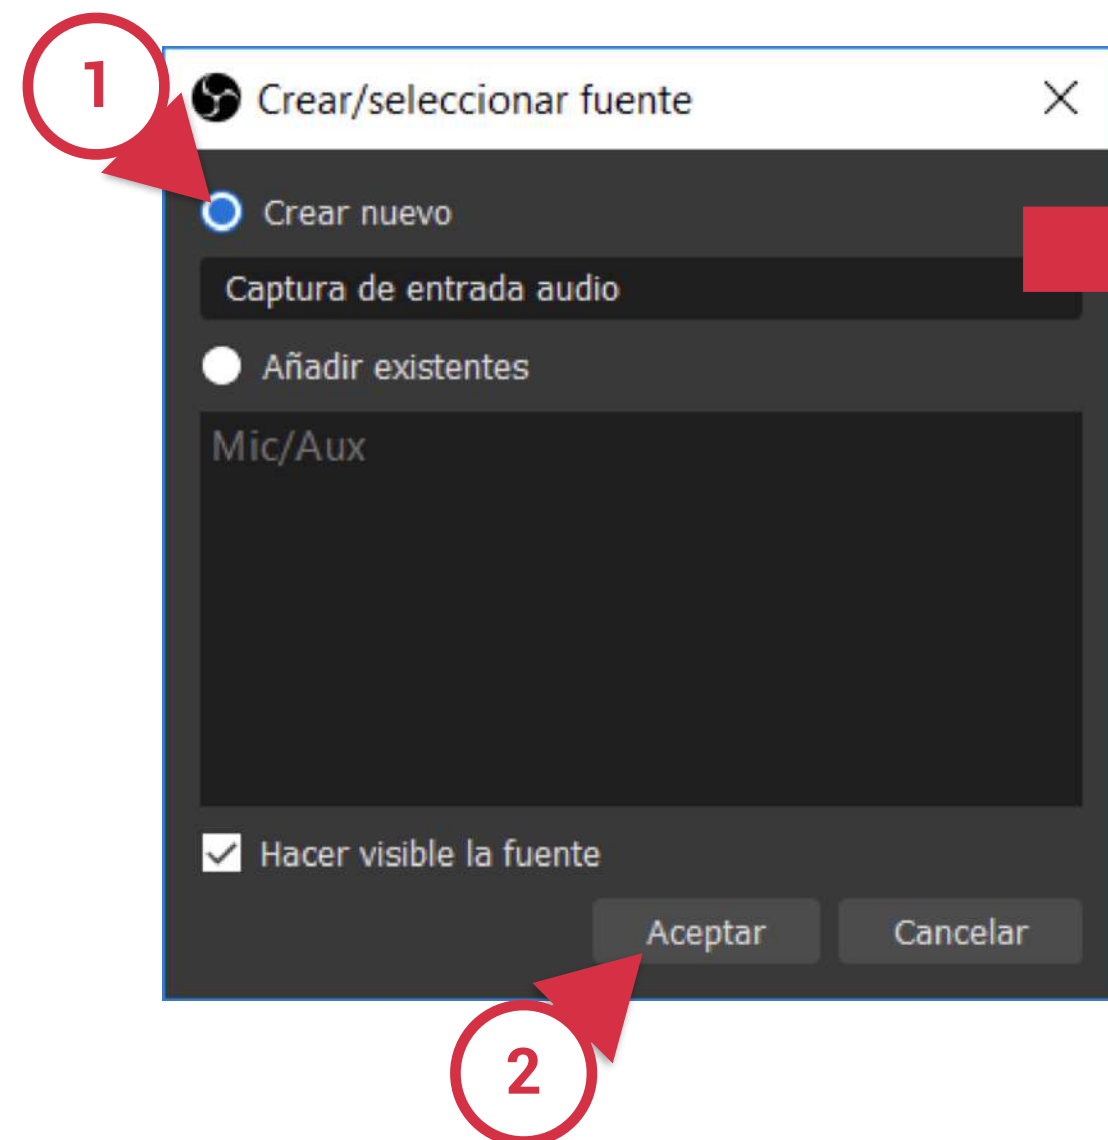 1
Crear/seleccionar fuente
Crear nuevo
Captura de entrada audio
Añadir existentes
Mic/Aux
Hacer visible la fuente
Aceptar Cancelar
2